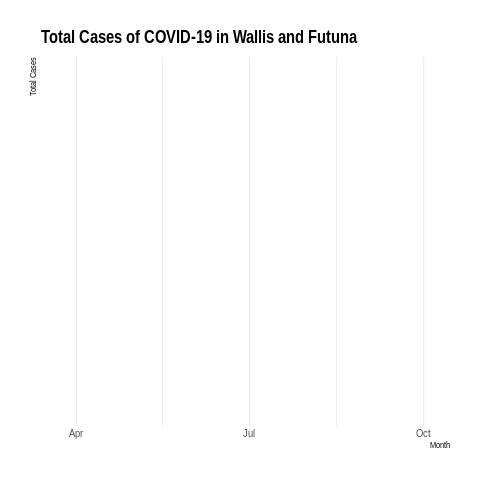 Total Cases of COVID-19 in Wallis and Futuna
Total Cases
Apr
Jul
Oct
Month